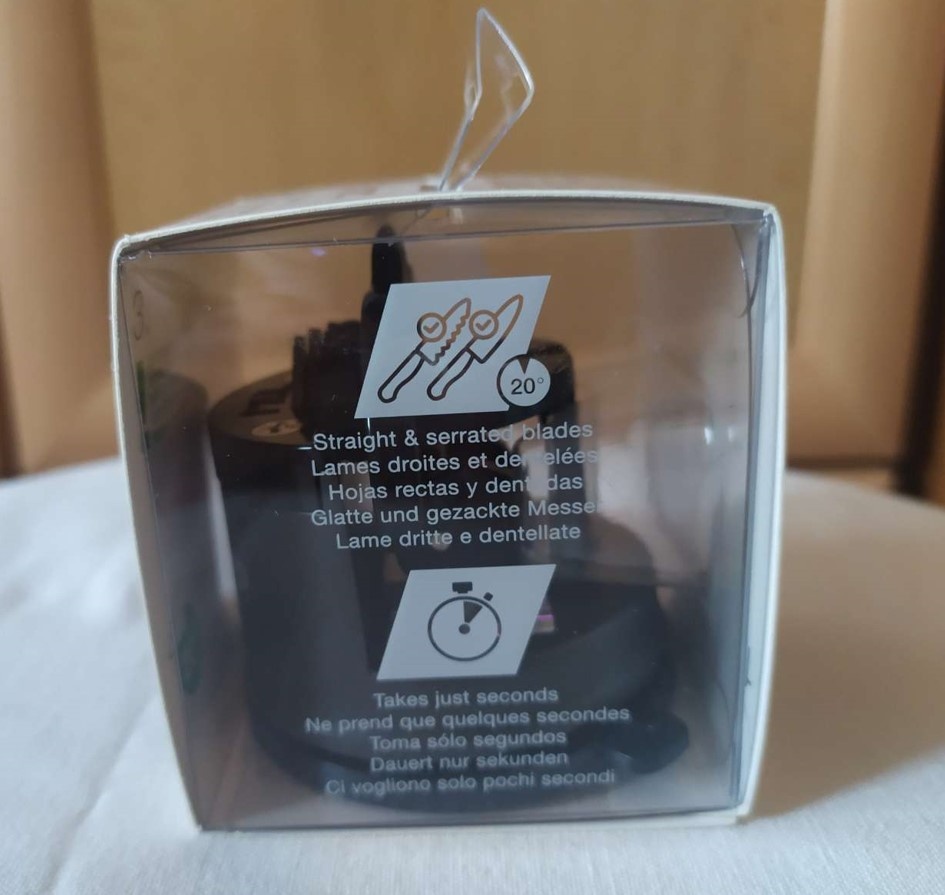 20°
Straight & serrated blades
Lames droites et dentelées
Hojas rectas y dentadas
Glatte und gezackte Messer
Lame dritte e dentellate
Takes just seconds
Ne prend que quelques secondes
Toma sólo segundos
Dauert nur sekunden
Ci vogliono solo pochi secondi